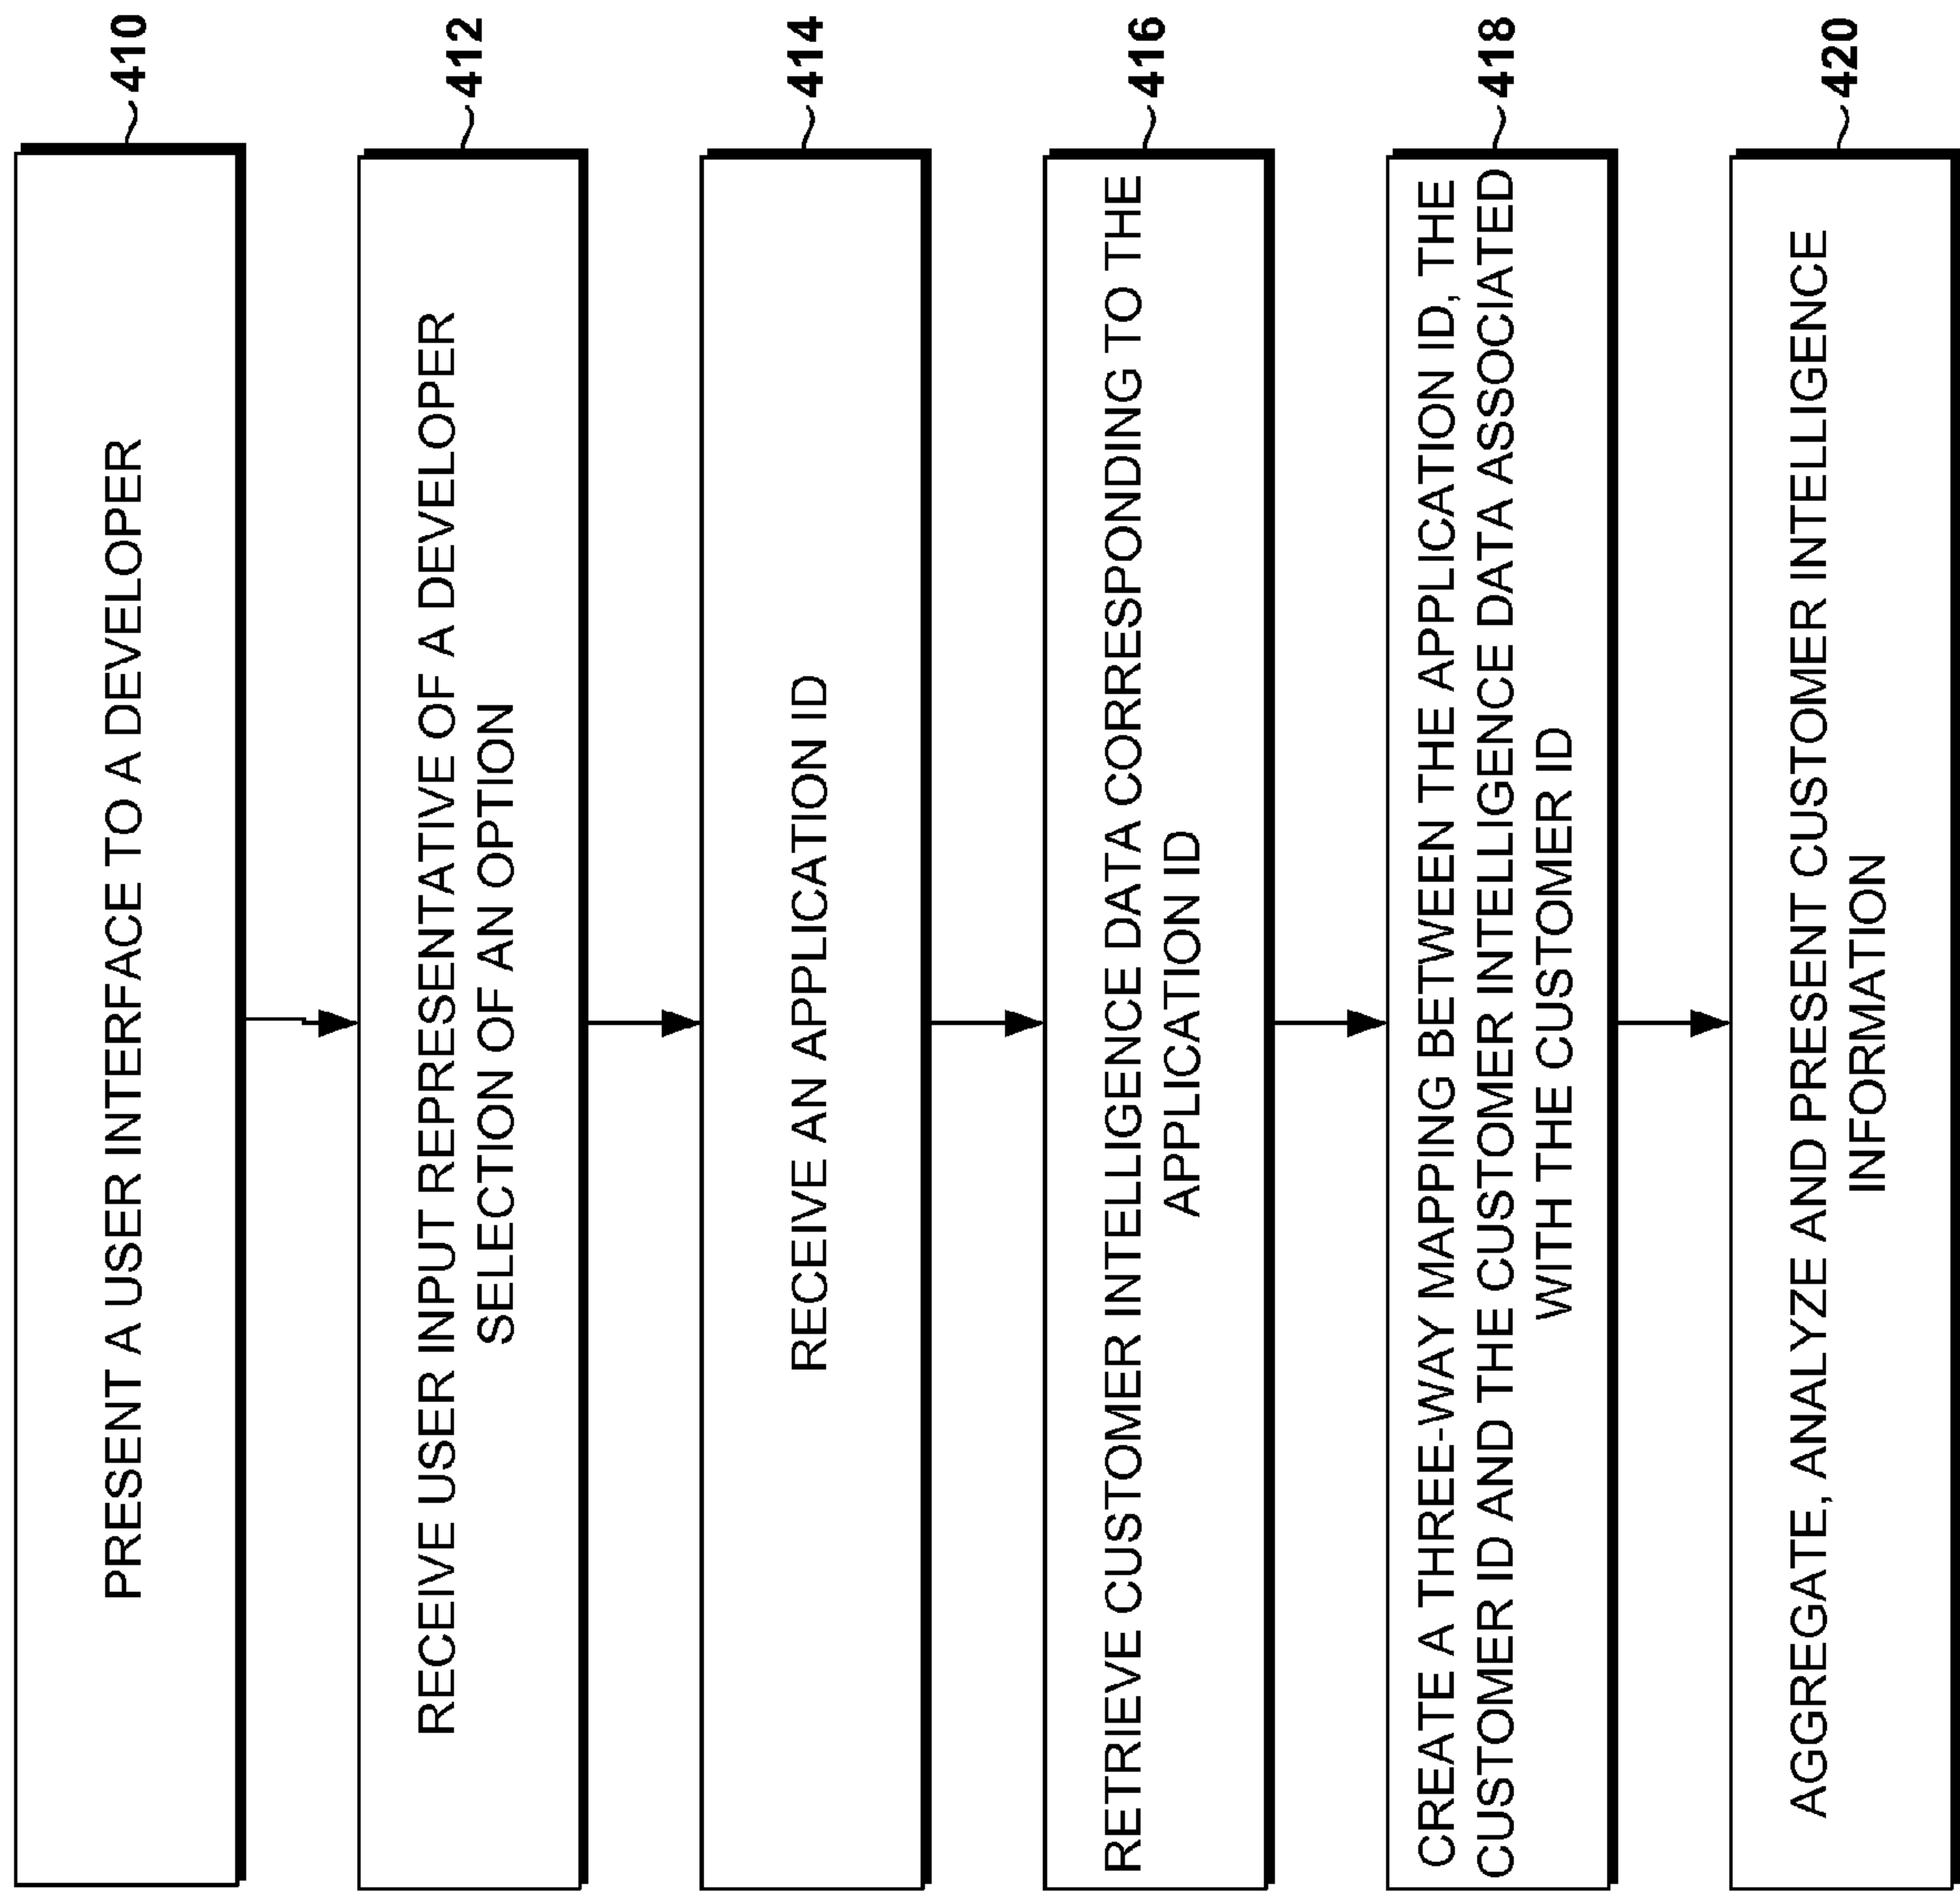 PRESENT A USER INTERFACE TO A DEVELOPER
410
RECEIVE USER INPUT REPRESENTATIVE OF A DEVELOPER
SELECTION OF AN OPTION
412
RECEIVE AN APPLICATION ID
414
RETRIEVE CUSTOMER INTELLIGENCE DATA CORRESPONDING TO THE
APPLICATION ID
416
CREATE A THREE-WAY MAPPING BETWEEN THE APPLICATION ID, THE
CUSTOMER ID AND THE CUSTOMER INTELLIGENCE DATA ASSOCIATED
WITH THE CUSTOMER ID
418
AGGREGATE, ANALYZE AND PRESENT CUSTOMER INTELLIGENCE
INFORMATION
420